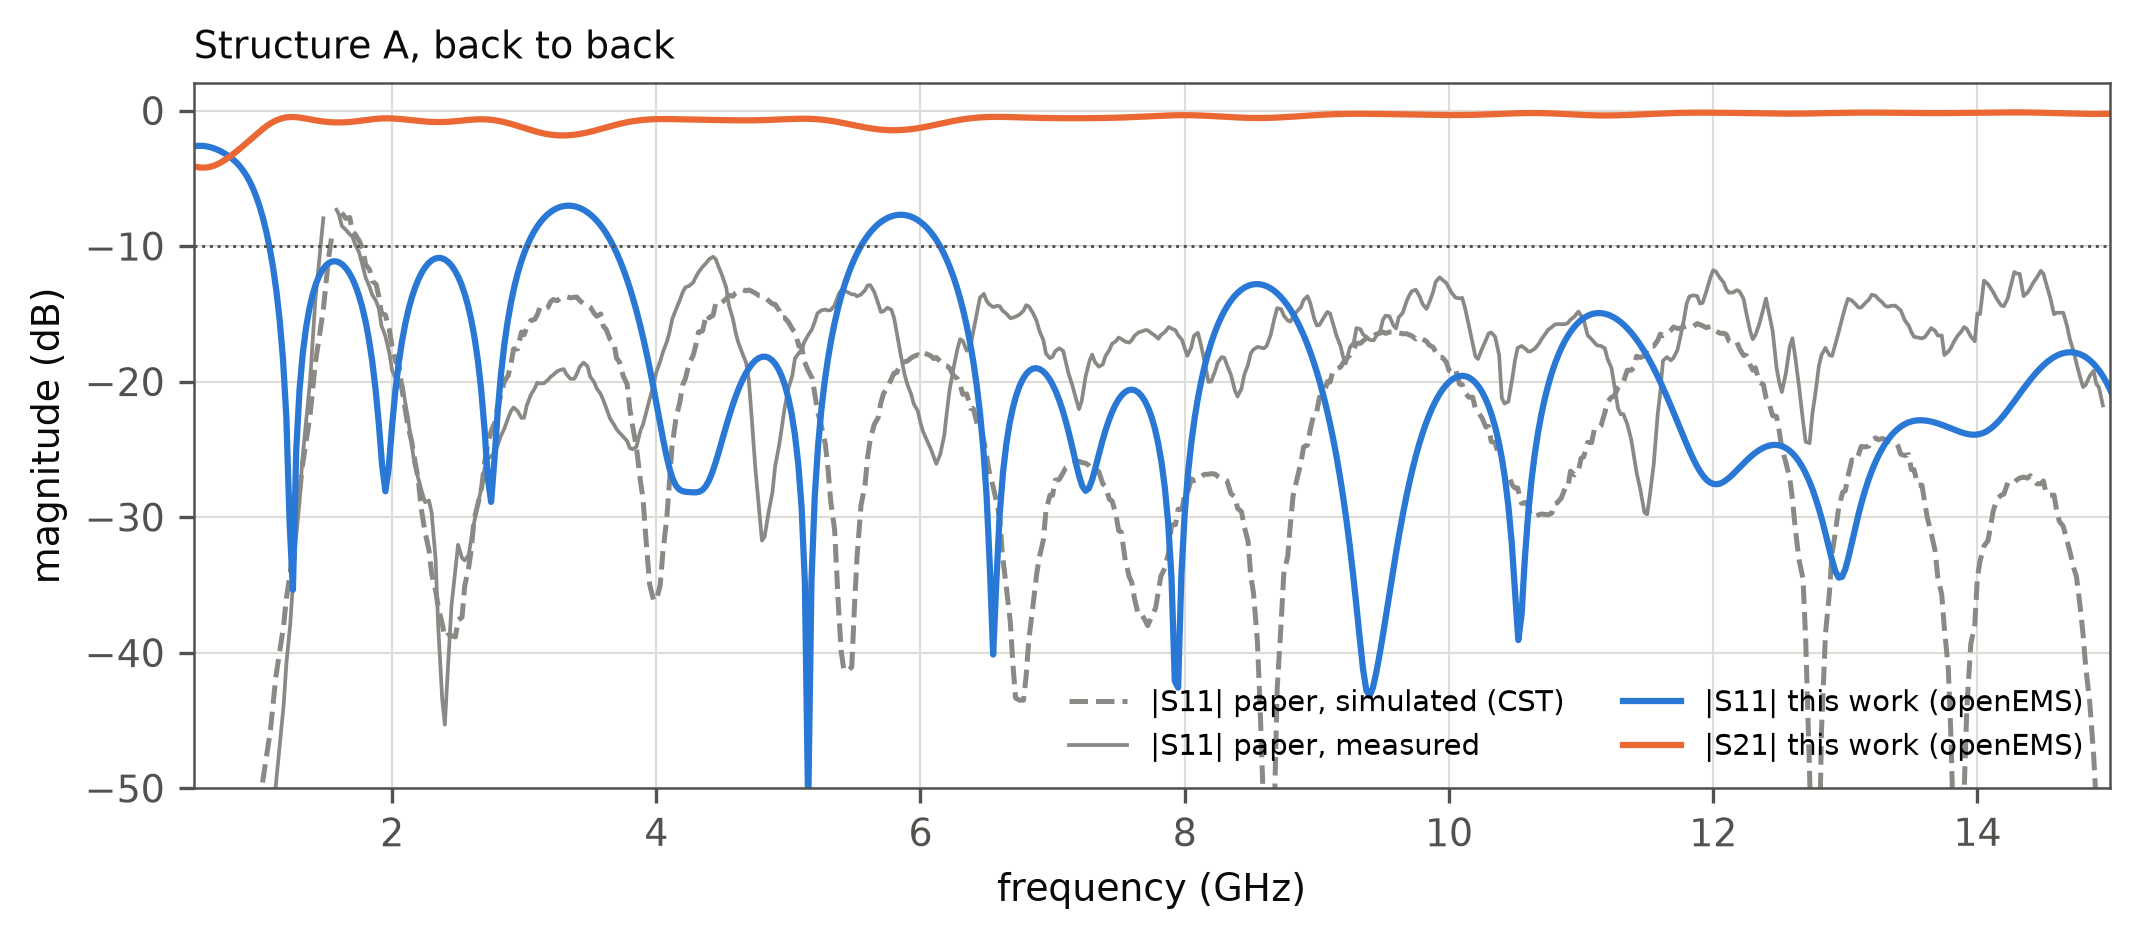 Structure A, back to back
0
−10
−20
−30
−40
−50
magnitude (dB)
|S11| paper, simulated (CST)
|S11| paper, measured
|S11| this work (openEMS)
|S21| this work (openEMS)
2 4 6 8 10 12 14
frequency (GHz)